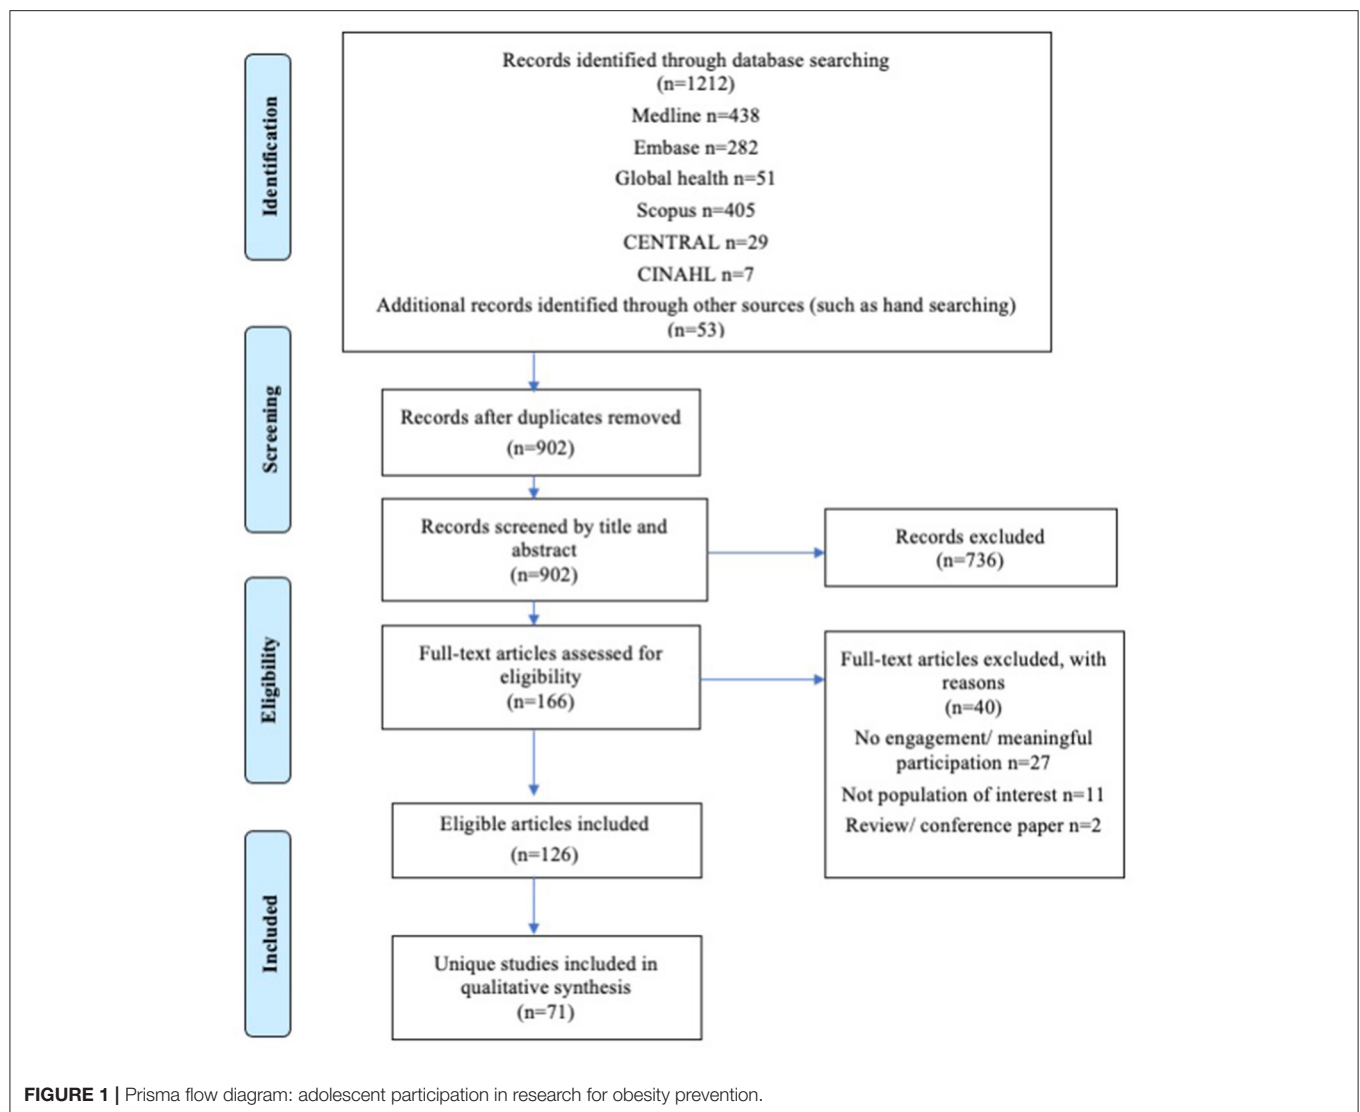 Identification
Records identified through database searching
(n=1212)
Medline n=438
Embase n=282
Global health n=51
Scopus n=405
CENTRAL n=29
CINAHL n=7
Additional records identified through other sources (such as hand searching)
(n=53)
Screening
Records after duplicates removed
(n=902)
Records screened by title and
abstract
(n=902)
Records excluded
(n=736)
Eligibility
Full-text articles assessed for
eligibility
(n=166)
Full-text articles excluded, with
reasons
(n=40)
No engagement/ meaningful
participation n=27
Not population of interest n=11
Review/ conference paper n=2
Eligible articles included
(n=126)
Included
Unique studies included in
qualitative synthesis
(n=71)
FIGURE 1 | Prisma flow diagram: adolescent participation in research for obesity prevention.